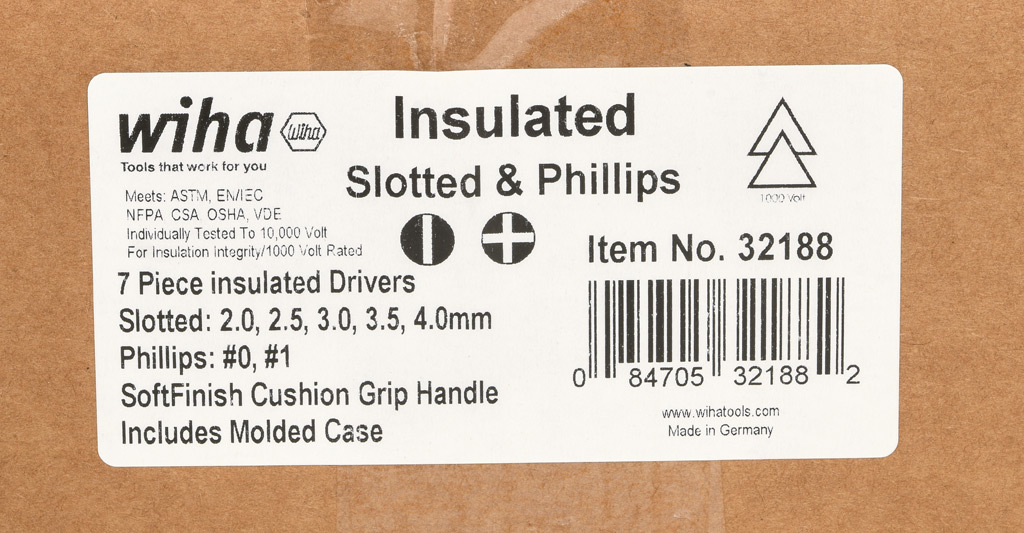 wiha wiha
Tools that work for you
Insulated
Slotted & Phillips
1000 Volt
Meets: ASTM, EN/IEC
NFPA, CSA, OSHA, VDE
Individually Tested To 10,000 Volt
For Insulation Integrity/1000 Volt Rated
7 Piece insulated Drivers
Slotted: 2.0, 2.5, 3.0, 3.5, 4.0mm
Phillips: #0, #1
SoftFinish Cushion Grip Handle
Includes Molded Case
Item No. 32188
0 84705 32188 2
www.wihatools.com
Made in Germany